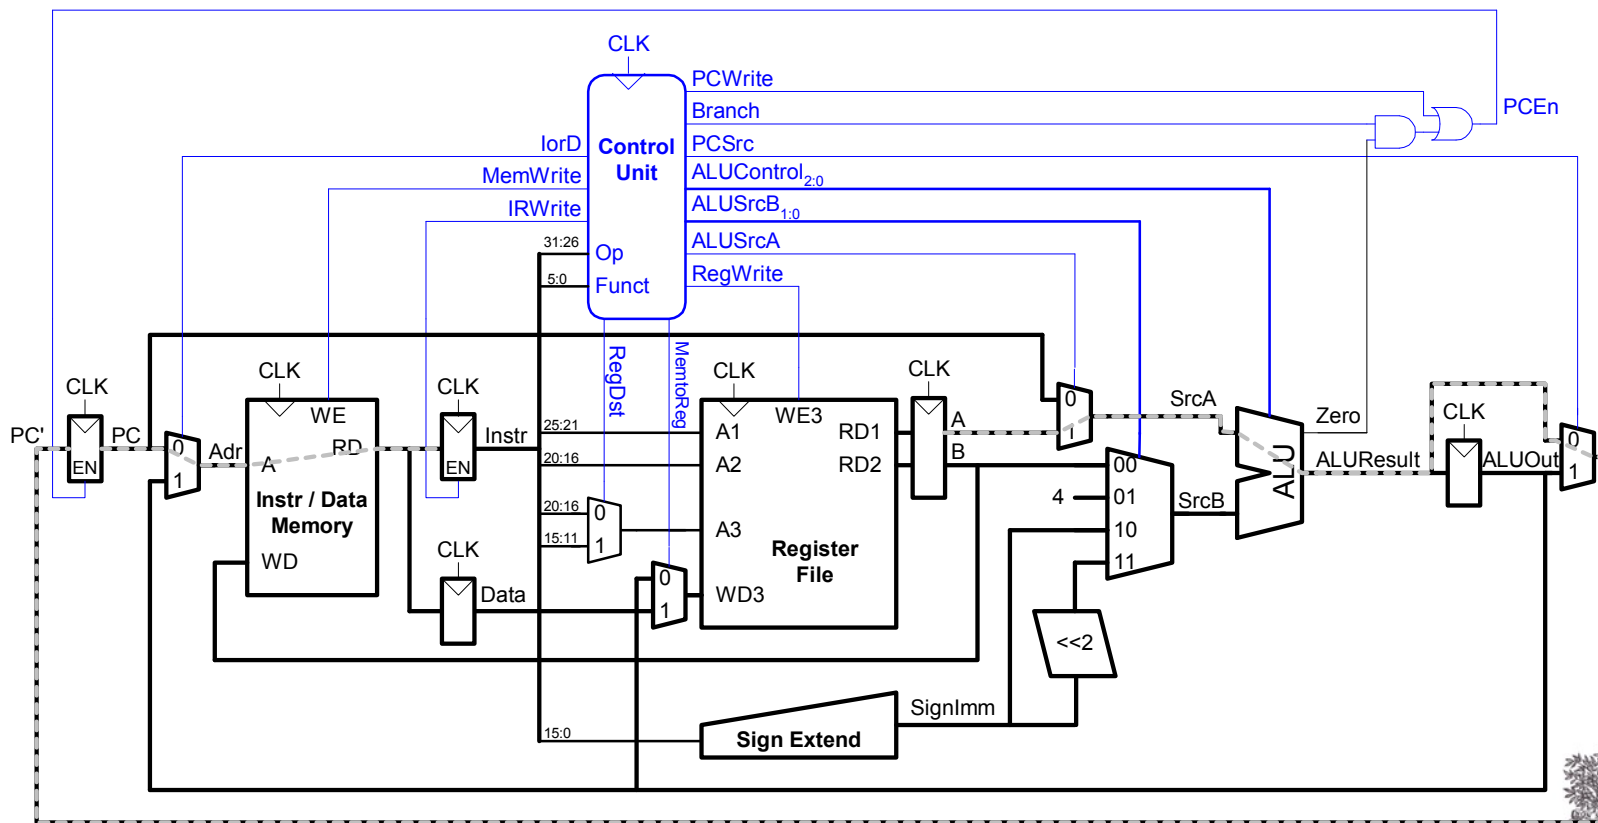 CLK
PCWrite
Branch
PCEn
IorD
Control
Unit
PCSrc
MemWrite
ALUControl2:0
IRWrite
ALUSrcB1:0
31:26
Op
ALUSrcA
5:0
Funct
RegWrite
RegDst
MemtoReg
CLK
CLK
CLK
CLK
CLK
WE
WE3
0
SrcA
Zero
CLK
PC'
PC
0
Adr
A
RD
Instr
25:21
A1
RD1
A
1
0
EN
1
EN
20:16
A2
RD2
B
00
ALU
ALUResult
ALUOut
1
Instr / Data
Memory
20:16
0
4
01
SrcB
15:11
1
A3
10
WD
CLK
Register
File
11
Data
0
1
WD3
<<2
SignImm
15:0
Sign Extend